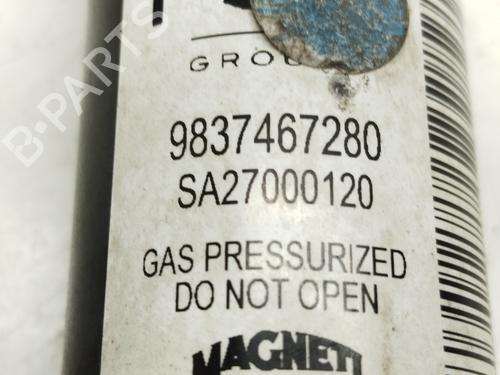 GROU
9837467280
SA27000120
GAS PRESSURIZED
DO NOT OPEN
MAGNETI
B-PARTS